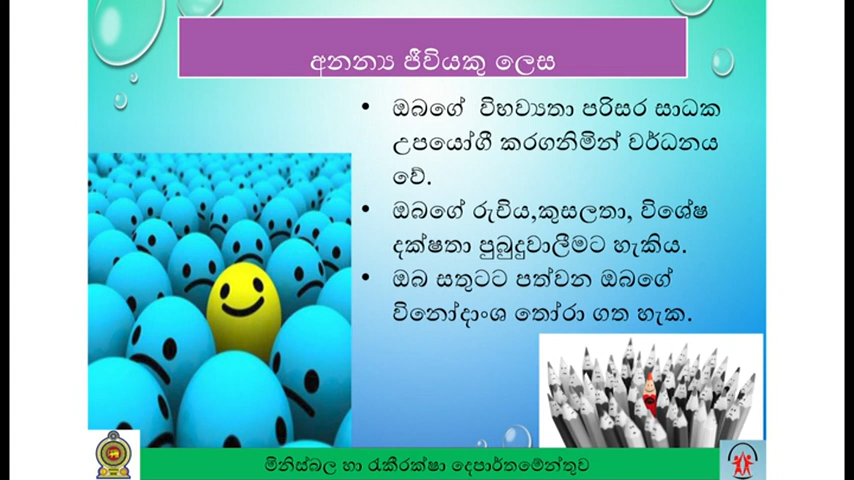 අනන්‍ය ජීවියකු ලෙස
• ඔබගේ විභව්‍යතා පරිසර සාධක
උපයෝගී කරගනිමින් වර්ධනය
වේ.
• ඔබගේ රුචිය,කුසලතා, විශේෂ
දක්ෂතා පුබුදුවාලීමට හැකිය.
• ඔබ සතුටට පත්වන ඔබගේ
විනෝදාංශ තෝරා ගත හැක.
මිනිස්බල හා රැකීරක්ෂා දෙපාර්තමේන්තුව